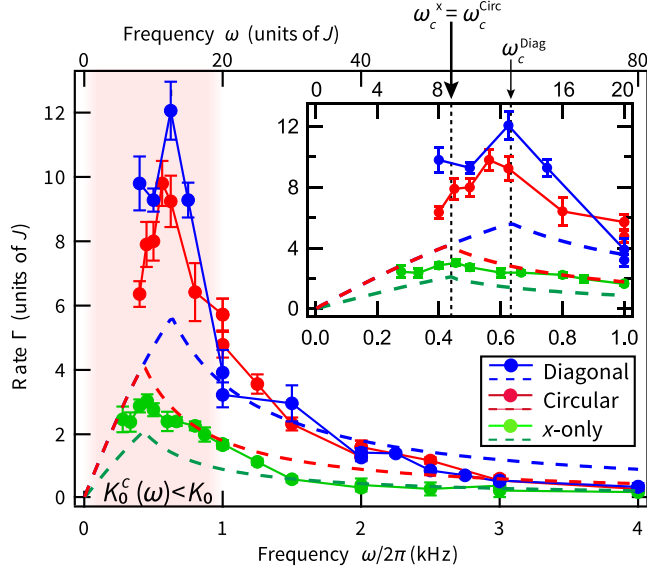 ω_c^x = ω_c^Circ
Frequency ω (units of J)
ω_c^Diag
0 20 40 80
0 4 8 16 20
12
10
8
6
4
2
0
Rate Γ (units of J)
12
8
4
0
0.0 0.2 0.4 0.6 0.8 1.0
Diagonal
Circular
x-only
K_0^c (ω)<K_0
0 1 2 3 4
Frequency ω/2π (kHz)